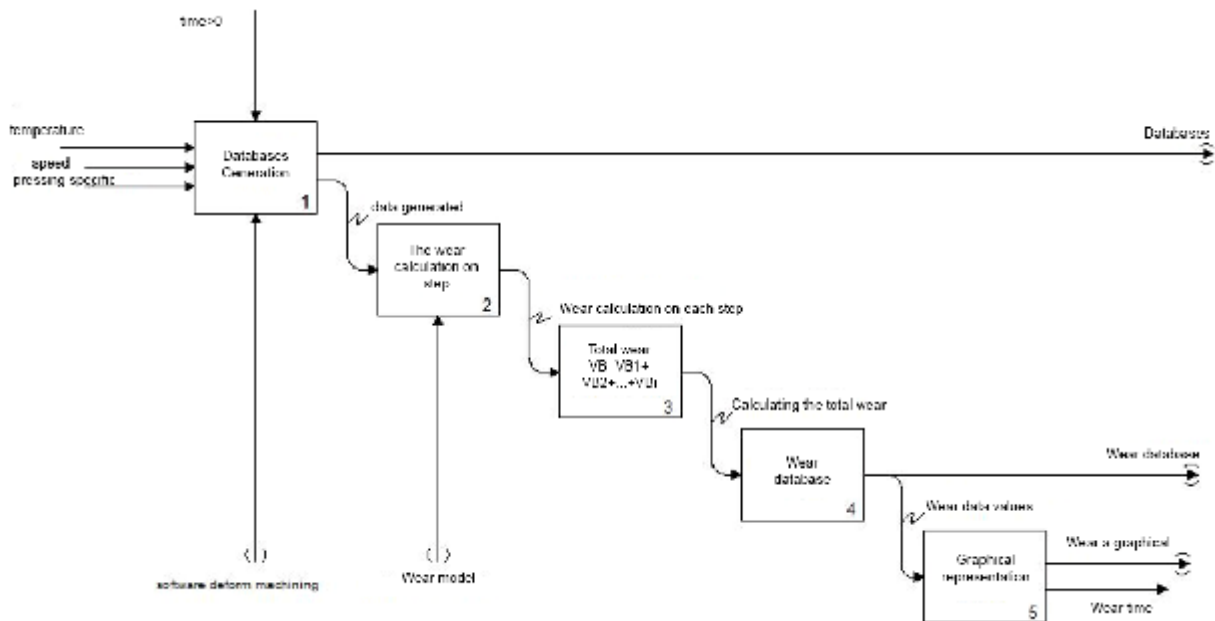 time>0
temperature
speed
pressing specific
Databases
Generation
1
Databases
data generated
The wear
calculation on
step
2
Wear calculation on each step
Total wear
VB VB1+
VB2+...+VBi
3
Calculating the total wear
Wear
database
4
Wear database
Wear data values
Graphical
representation
5
Wear a graphical
Wear time
software deform machining
Wear model